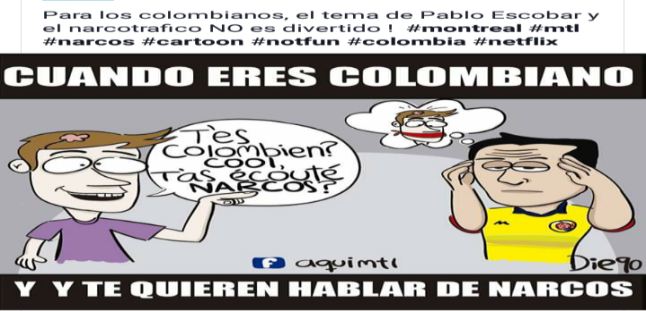 Para los colombianos, el tema de Pablo Escobar y
el narcotrafico NO es divertido ! #montreal #mtl
#narcos #cartoon #notfun #colombia #netflix
CUANDO ERES COLOMBIANO
T'es
Colombien?
Cool,
T'as écouté
NARCOS?
f aquimtl
Diego
Y Y TE QUIEREN HABLAR DE NARCOS